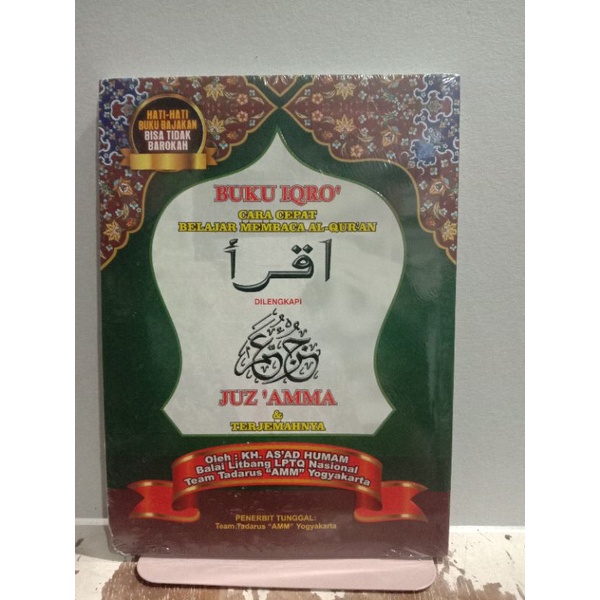 HATI-HATI
BUKU BAJAKAN
BISA TIDAK
BAROKAH
BUKU IQRO'
CARA CEPAT
BELAJAR MEMBACA AL-QUR'AN
اقرأ
DILENGKAPI
جز عم
JUZ 'AMMA
&
TERJEMAHNYA
Oleh : KH. AS'AD HUMAM
Balai Litbang LPTQ Nasional
Team Tadarus "AMM" Yogyakarta
PENERBIT TUNGGAL:
Team Tadarus "AMM" Yogyakarta